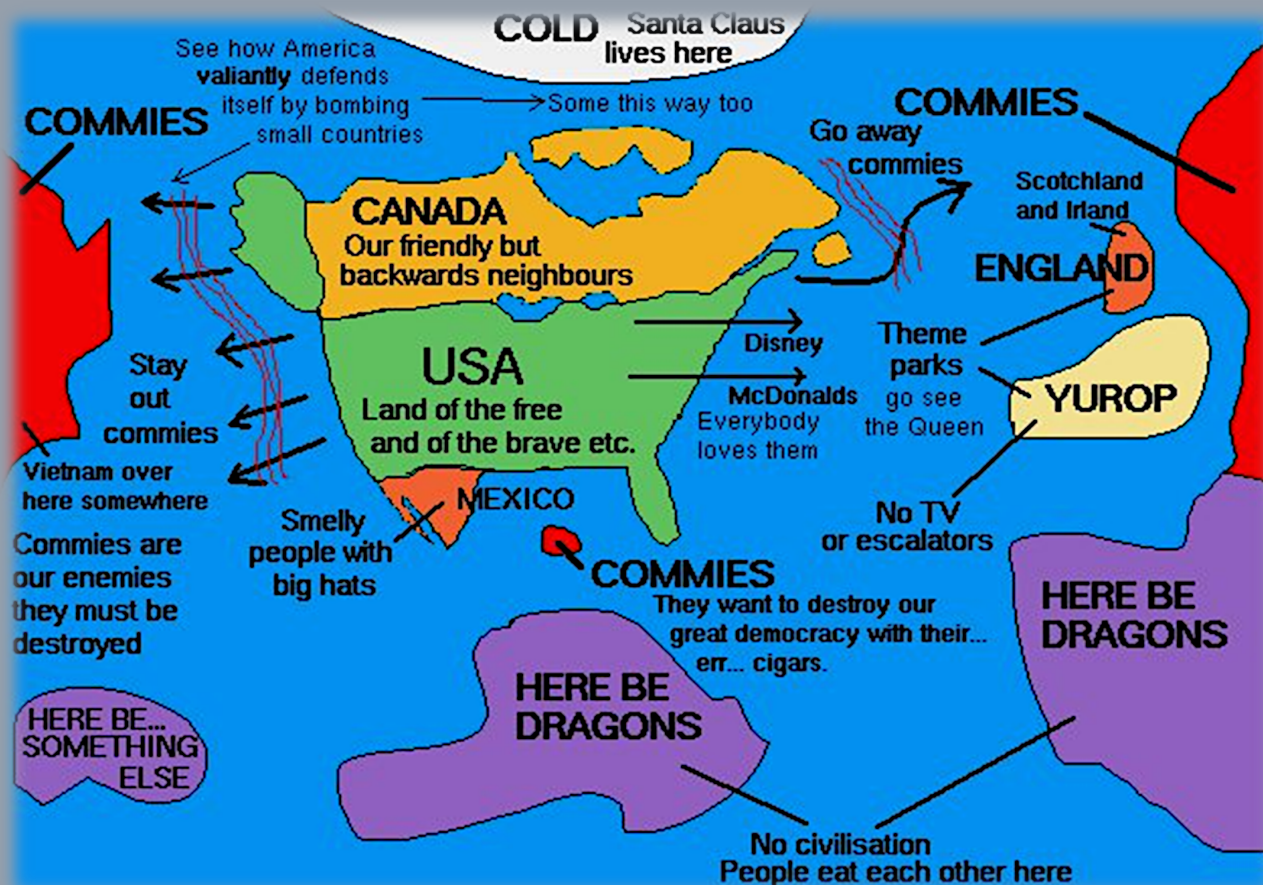 COLD Santa Claus
lives here
See how America
valiantly defends
itself by bombing
small countries
Some this way too
COMMIES
COMMIES
Go away
commies
Scotchland
and Irland
ENGLAND
CANADA
Our friendly but
backwards neighbours
USA
Land of the free
and of the brave etc.
Disney
McDonalds
Everybody
loves them
Theme
parks
go see
the Queen
YUROP
No TV
or escalators
Stay
out
commies
Vietnam over
here somewhere
Commies are
our enemies
they must be
destroyed
MEXICO
Smelly
people with
big hats
COMMIES
They want to destroy our
great democracy with their...
err... cigars.
HERE BE
DRAGONS
HERE BE
DRAGONS
HERE BE...
SOMETHING
ELSE
No civilisation
People eat each other here